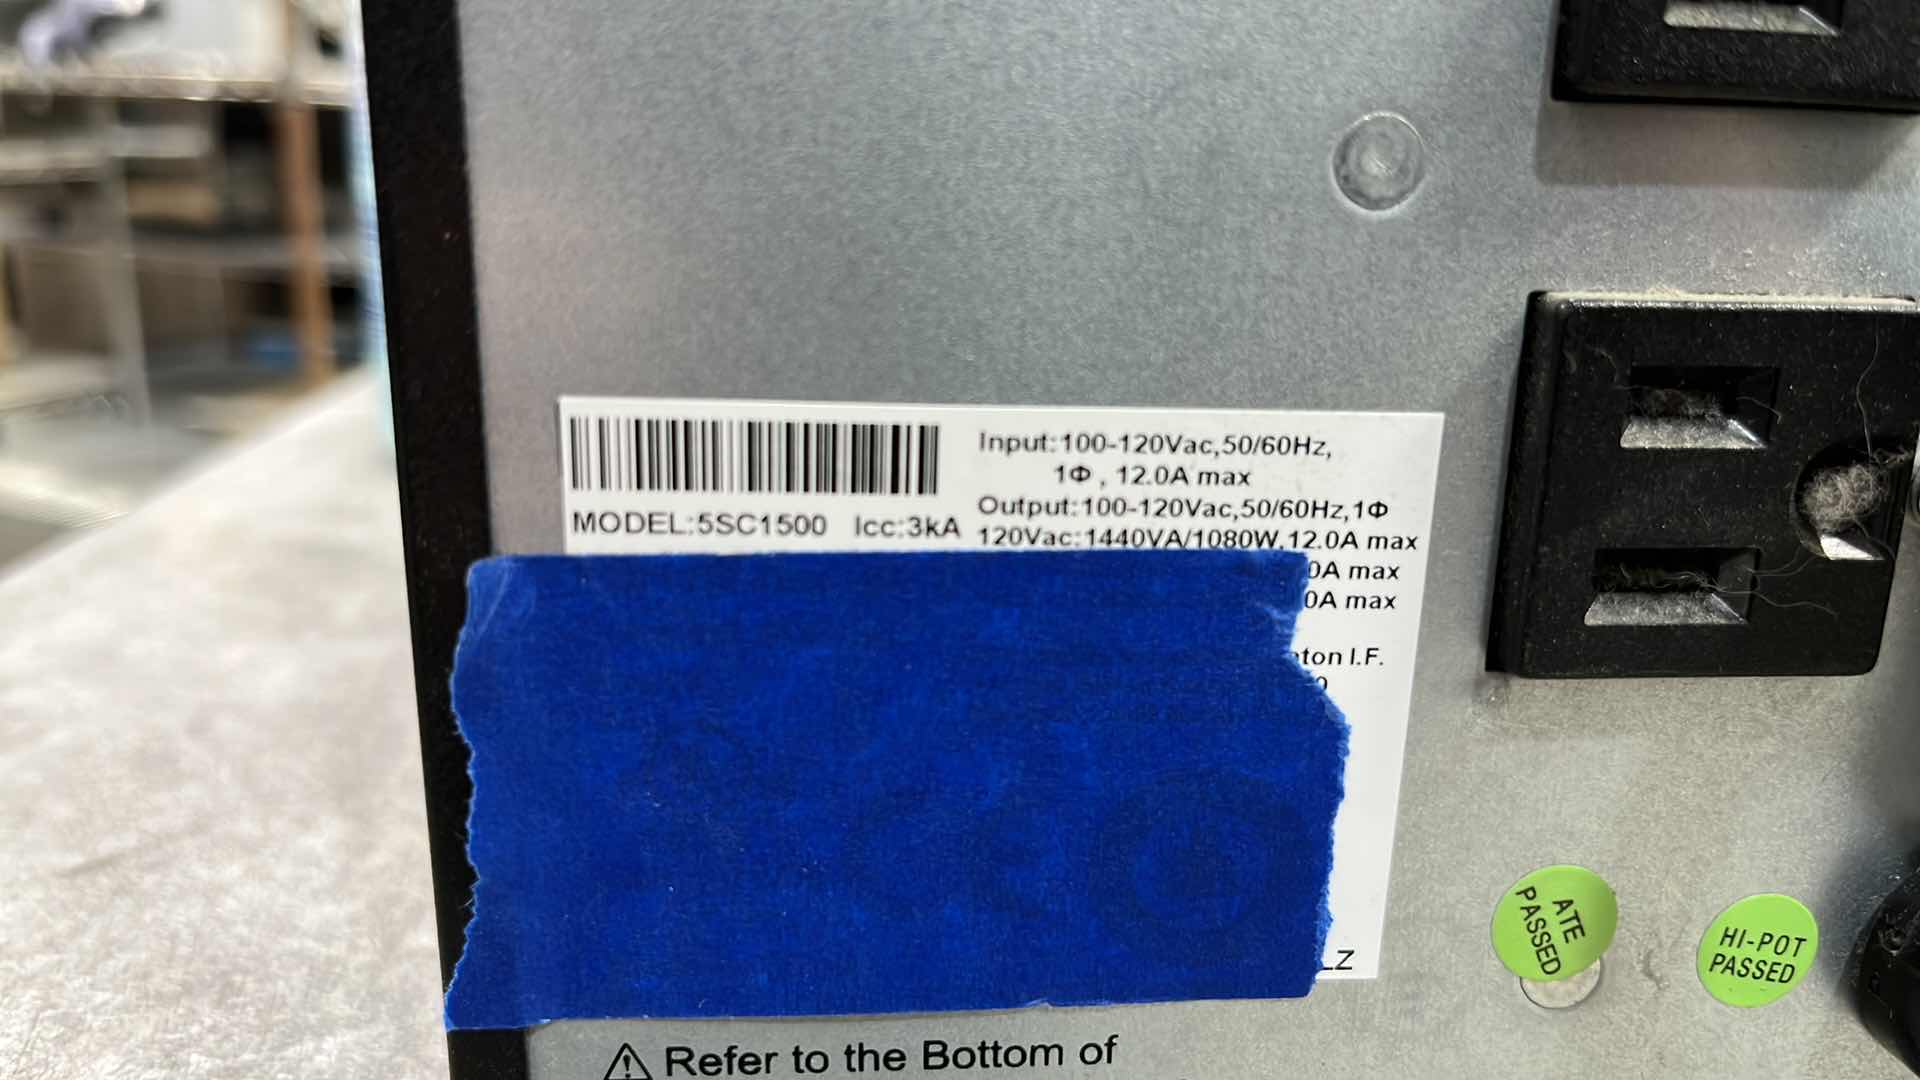 Input:100-120Vac,50/60Hz,
1Φ , 12.0A max
MODEL:5SC1500 Icc:3kA
Output:100-120Vac,50/60Hz,1Φ
120Vac:1440VA/1080W,12.0A max
0A max
0A max
ton I.F.
LZ
ATE
PASSED
HI-POT
PASSED
Refer to the Bottom of